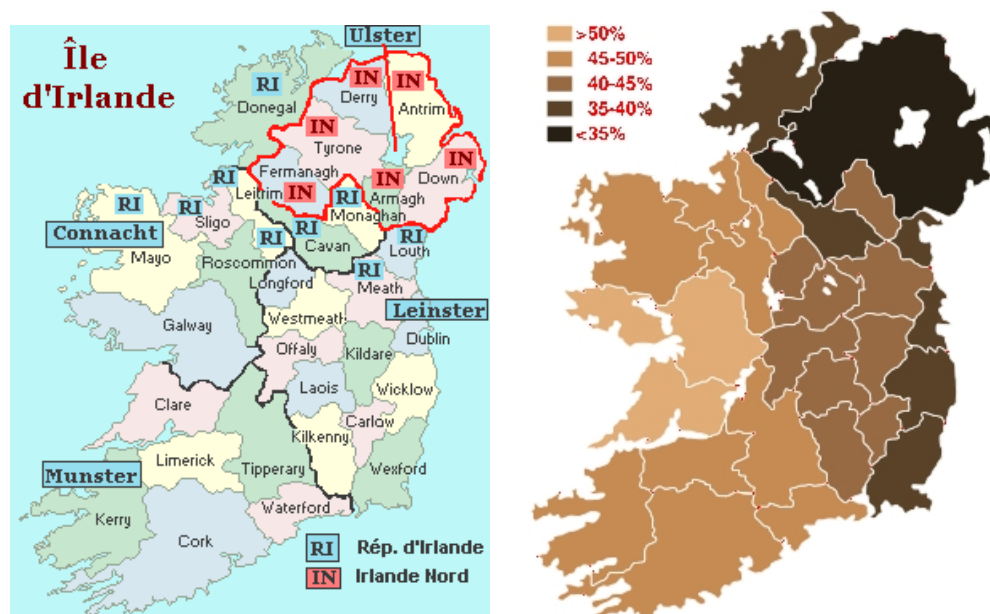 Île
d'Irlande
Ulster
RI
Donegal
IN
Derry
IN
Antrim
IN
Tyrone
IN
Down
Fermanagh
IN
IN
Armagh
RI
Leitrim
RI
Monaghan
RI
Mayo
RI
Sligo
Connacht
RI
Cavan
RI
RI
Louth
Roscommon
Longford
RI
Meath
Westmeath
Leinster
Galway
Offaly
Kildare
Dublin
Laois
Wicklow
Clare
Carlow
Kilkenny
Limerick
Tipperary
Wexford
Munster
Waterford
Kerry
Cork
RI Rép. d'Irlande
IN Irlande Nord
>50%
45-50%
40-45%
35-40%
<35%